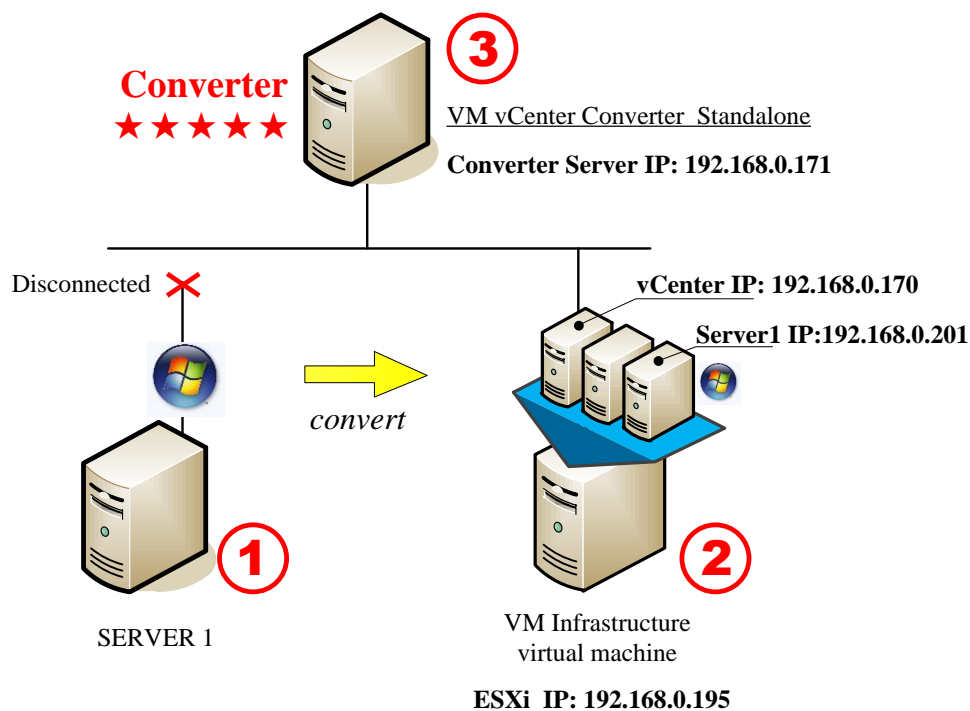 3
Converter
VM vCenter Converter Standalone
Converter Server IP: 192.168.0.171
Disconnected
vCenter IP: 192.168.0.170
Server1 IP:192.168.0.201
convert
1
2
SERVER 1
VM Infrastructure
virtual machine
ESXi IP: 192.168.0.195